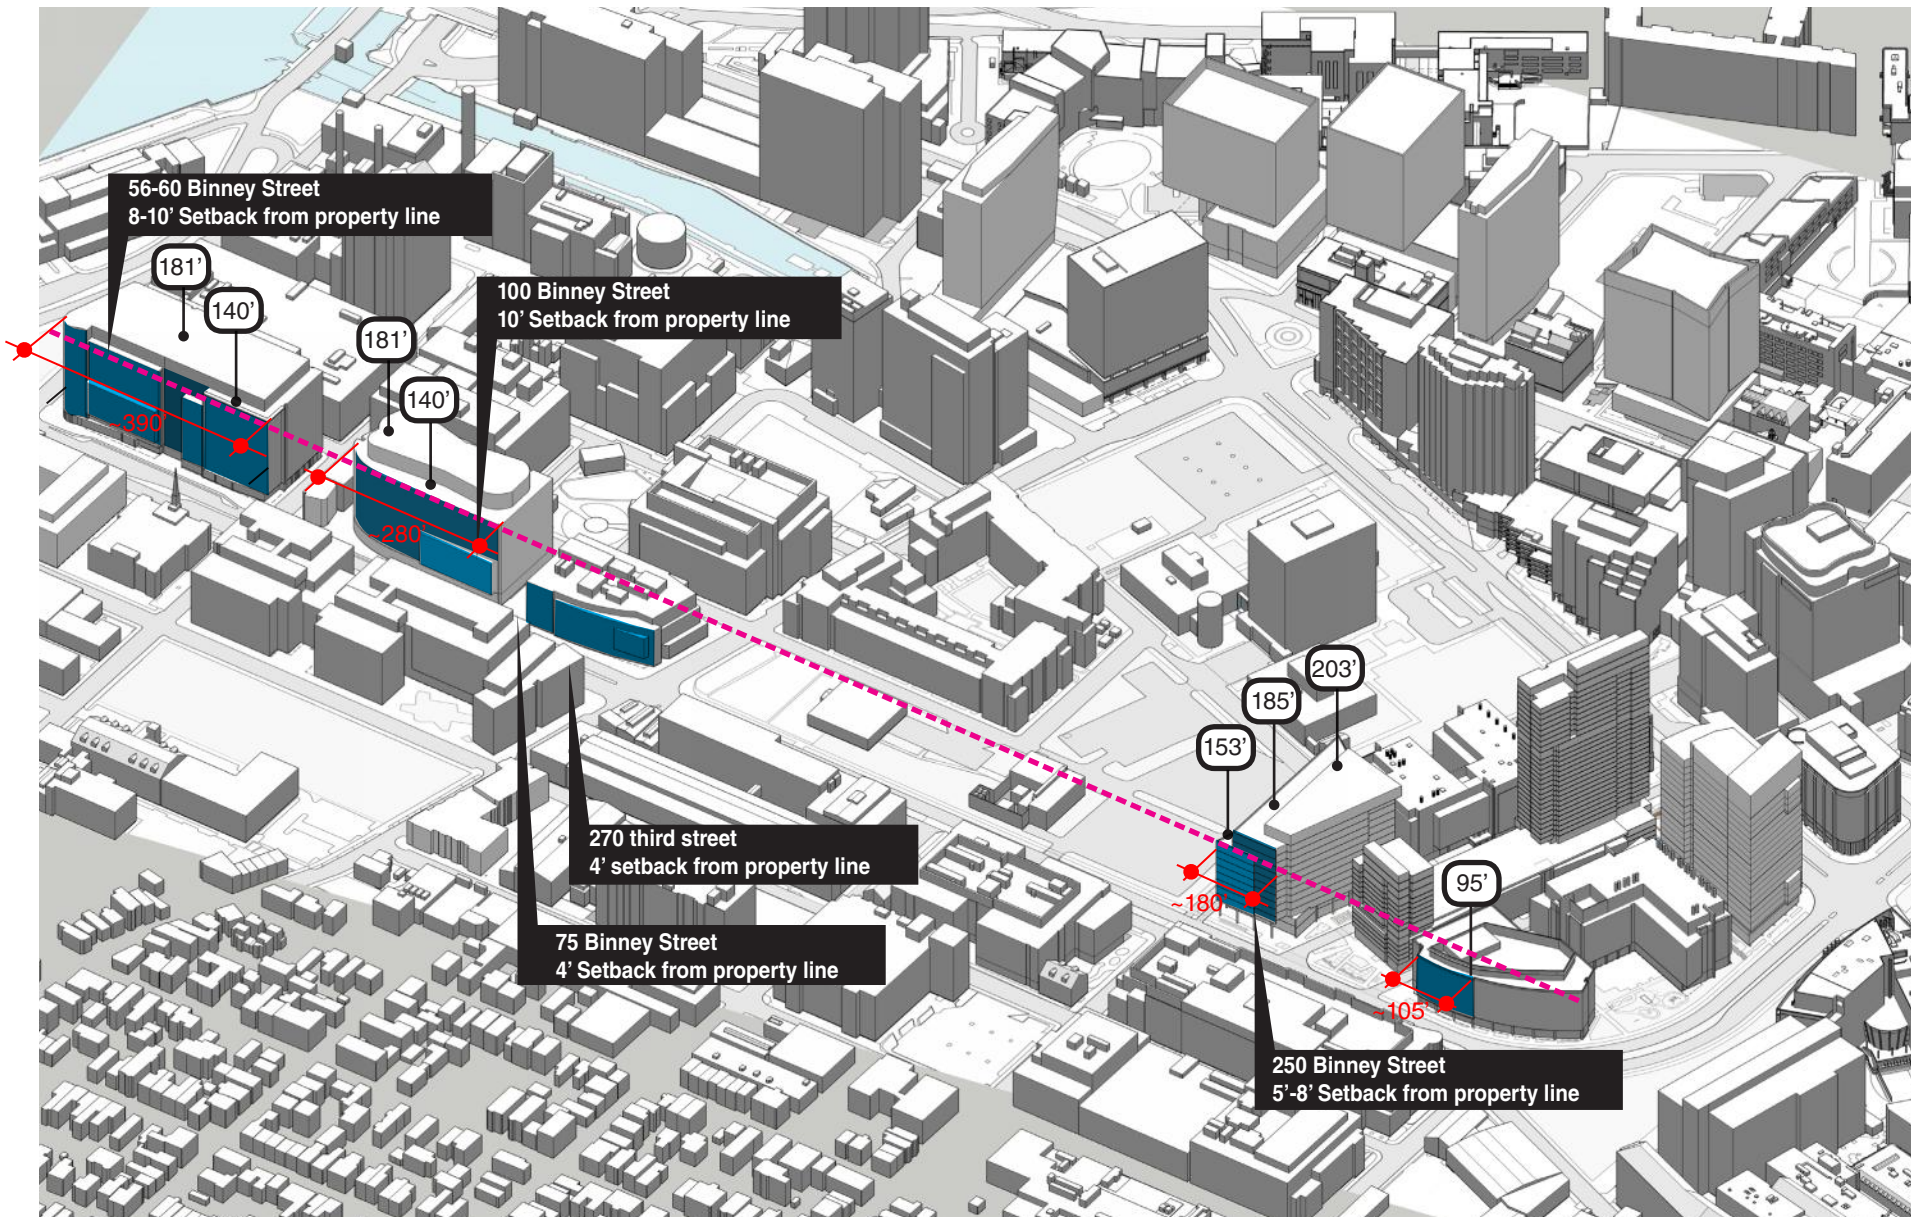 56-60 Binney Street
8-10’ Setback from property line
181’
140’
100 Binney Street
10’ Setback from property line
181’
140’
~390’
~280’
203’
185’
153’
270 third street
4’ setback from property line
95’
~180’
75 Binney Street
4’ Setback from property line
~105’
250 Binney Street
5’-8’ Setback from property line